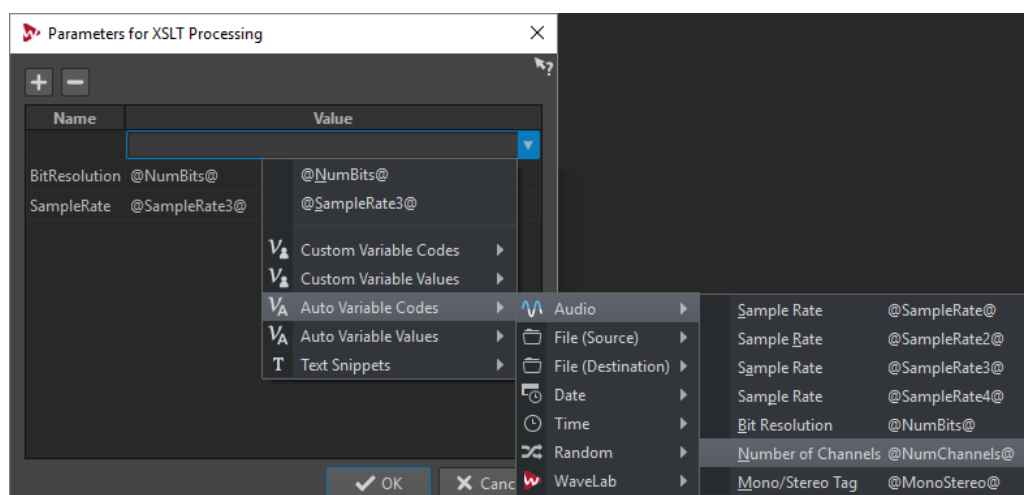 Parameters for XSLT Processing
Name Value
@NumBits@
BitResolution @NumBits@
@SampleRate3@
SampleRate @SampleRate3@
Custom Variable Codes
Custom Variable Values
Auto Variable Codes
Auto Variable Values
Text Snippets
Audio
File (Source)
File (Destination)
Date
Time
Random
WaveLab
Sample Rate @SampleRate@
Sample Rate @SampleRate2@
Sample Rate @SampleRate3@
Sample Rate @SampleRate4@
Bit Resolution @NumBits@
Number of Channels @NumChannels@
Mono/Stereo Tag @MonoStereo@
OK
Canc